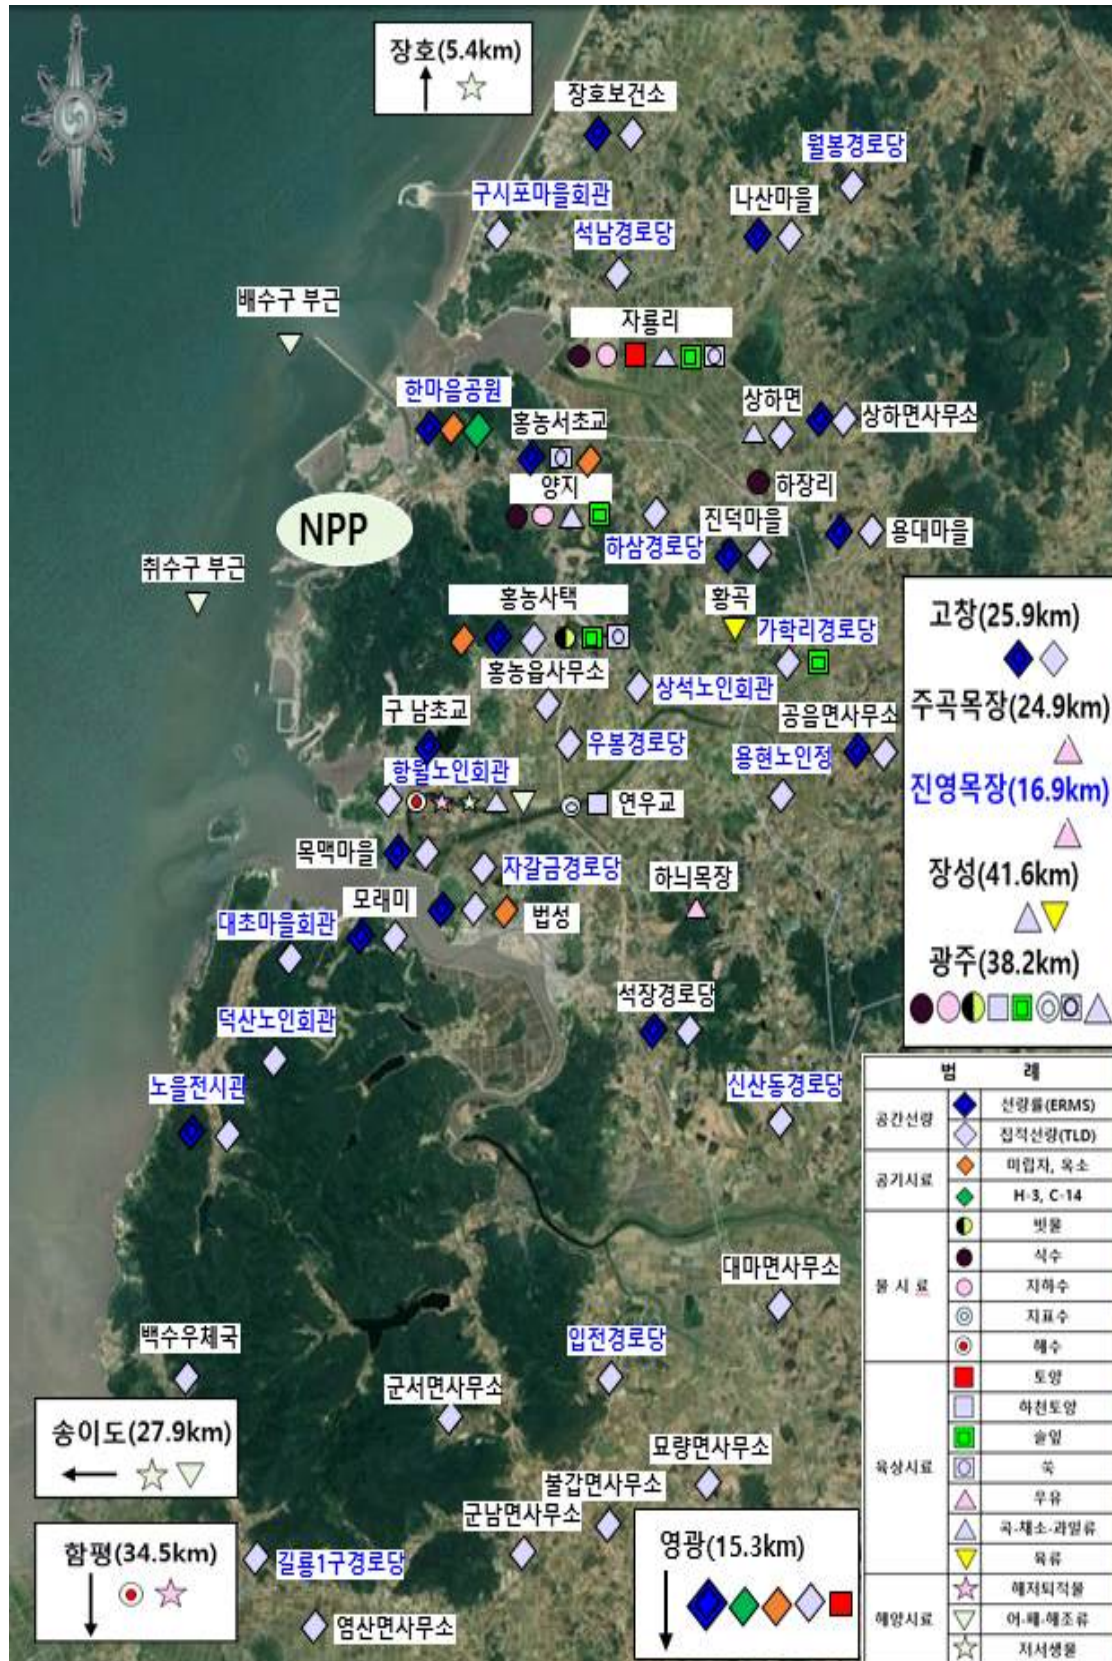 장호(5.4km)
장호보건소
월봉경로당
구시포마을회관
나산마을
석남경로당
배수구 부근
자룡리
한마음공원
상하면
홍농서초교
상하면사무소
양지
하장리
NPP
진덕마을
하삼경로당
용대마을
취수구 부근
홍농사택
황곡
가학리경로당
홍농읍사무소
상석노인회관
구 남초교
공음면사무소
우봉경로당
용현노인정
항월노인회관
연우교
목맥마을
자갈금경로당
하늬목장
모래미
법성
대초마을회관
석장경로당
덕산노인회관
노을전시관
신산동경로당
대마면사무소
백수우체국
입전경로당
군서면사무소
송이도(27.9km)
묘량면사무소
불갑면사무소
군남면사무소
함평(34.5km)
길룡1구경로당
영광(15.3km)
염산면사무소
고창(25.9km)
주곡목장(24.9km)
진영목장(16.9km)
장성(41.6km)
광주(38.2km)
범 례
공간선량
선량률(ERMS)
집적선량(TLD)
공기시료
미립자, 옥소
H-3, C-14
물 시 료
빗물
식수
지하수
지표수
해수
육상시료
토양
하천토양
솔잎
쑥
우유
곡·채소·과일류
육류
해양시료
해저퇴적물
어·패·해조류
저서생물